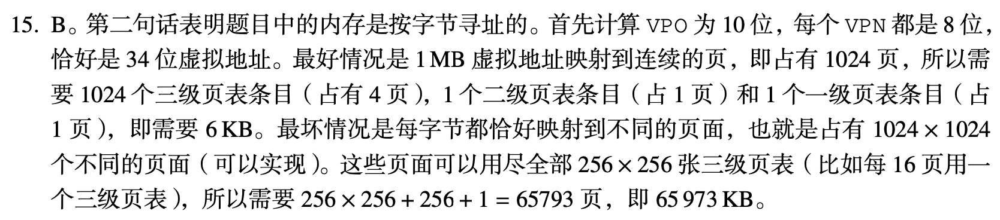 15. B。第二句话表明题目中的内存是按字节寻址的。首先计算 VPO 为 10 位，每个 VPN 都是 8 位，
恰好是 34 位虚拟地址。最好情况是 1 MB 虚拟地址映射到连续的页，即占有 1024 页，所以需
要 1024 个三级页表条目（占有 4 页），1 个二级页表条目（占 1 页）和 1 个一级页表条目（占
1 页），即需要 6 KB。最坏情况是每字节都恰好映射到不同的页面，也就是占有 1024 × 1024
个不同的页面（可以实现）。这些页面可以用尽全部 256 × 256 张三级页表（比如每 16 页用一
个三级页表），所以需要 256 × 256 + 256 + 1 = 65793 页，即 65 973 KB。